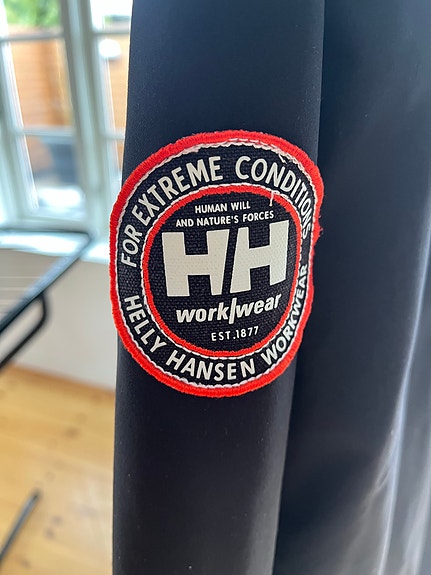 FOR EXTREME CONDITIONS
HUMAN WILL
AND NATURE'S FORCES
HH
work/wear
EST.1877
HELLY HANSEN WORKWEAR